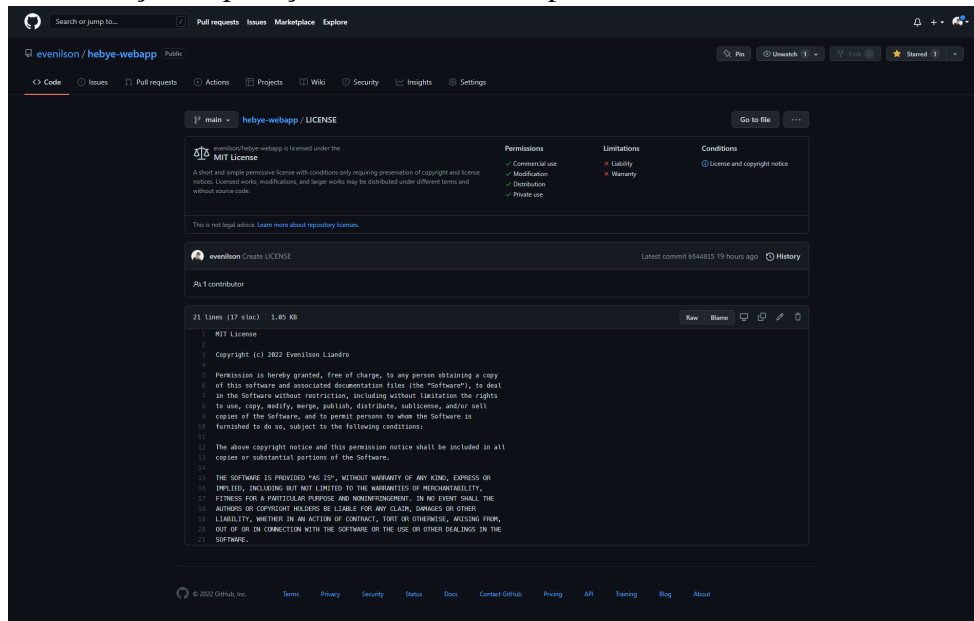 Search or jump to... /
Pull requests Issues Marketplace Explore
evenilson / hebye-webapp Public
Pin Unwatch 1 Fork 0 Starred 1
Code Issues Pull requests Actions Projects Wiki Security Insights Settings
main hebye-webapp / LICENSE Go to file ...
evenilson/hebye-webapp is licensed under the
MIT License
A short and simple permissive license with conditions only requiring preservation of copyright and license
notices. Licensed works, modifications, and larger works may be distributed under different terms and
without source code.
Permissions
Commercial use
Modification
Distribution
Private use
Limitations
Liability
Warranty
Conditions
License and copyright notice
This is not legal advice. Learn more about repository licenses.
evenilson Create LICENSE Latest commit b644815 19 hours ago History
1 contributor
21 lines (17 sloc) 1.05 KB Raw Blame
1 MIT License
2
3 Copyright (c) 2022 Evenilson Liandro
4
5 Permission is hereby granted, free of charge, to any person obtaining a copy
6 of this software and associated documentation files (the "Software"), to deal
7 in the Software without restriction, including without limitation the rights
8 to use, copy, modify, merge, publish, distribute, sublicense, and/or sell
9 copies of the Software, and to permit persons to whom the Software is
10 furnished to do so, subject to the following conditions:
11
12 The above copyright notice and this permission notice shall be included in all
13 copies or substantial portions of the Software.
14
15 THE SOFTWARE IS PROVIDED "AS IS", WITHOUT WARRANTY OF ANY KIND, EXPRESS OR
16 IMPLIED, INCLUDING BUT NOT LIMITED TO THE WARRANTIES OF MERCHANTABILITY,
17 FITNESS FOR A PARTICULAR PURPOSE AND NONINFRINGEMENT. IN NO EVENT SHALL THE
18 AUTHORS OR COPYRIGHT HOLDERS BE LIABLE FOR ANY CLAIM, DAMAGES OR OTHER
19 LIABILITY, WHETHER IN AN ACTION OF CONTRACT, TORT OR OTHERWISE, ARISING FROM,
20 OUT OF OR IN CONNECTION WITH THE SOFTWARE OR THE USE OR OTHER DEALINGS IN THE
21 SOFTWARE.
© 2022 GitHub, Inc. Terms Privacy Security Status Docs Contact GitHub Pricing API Training Blog About